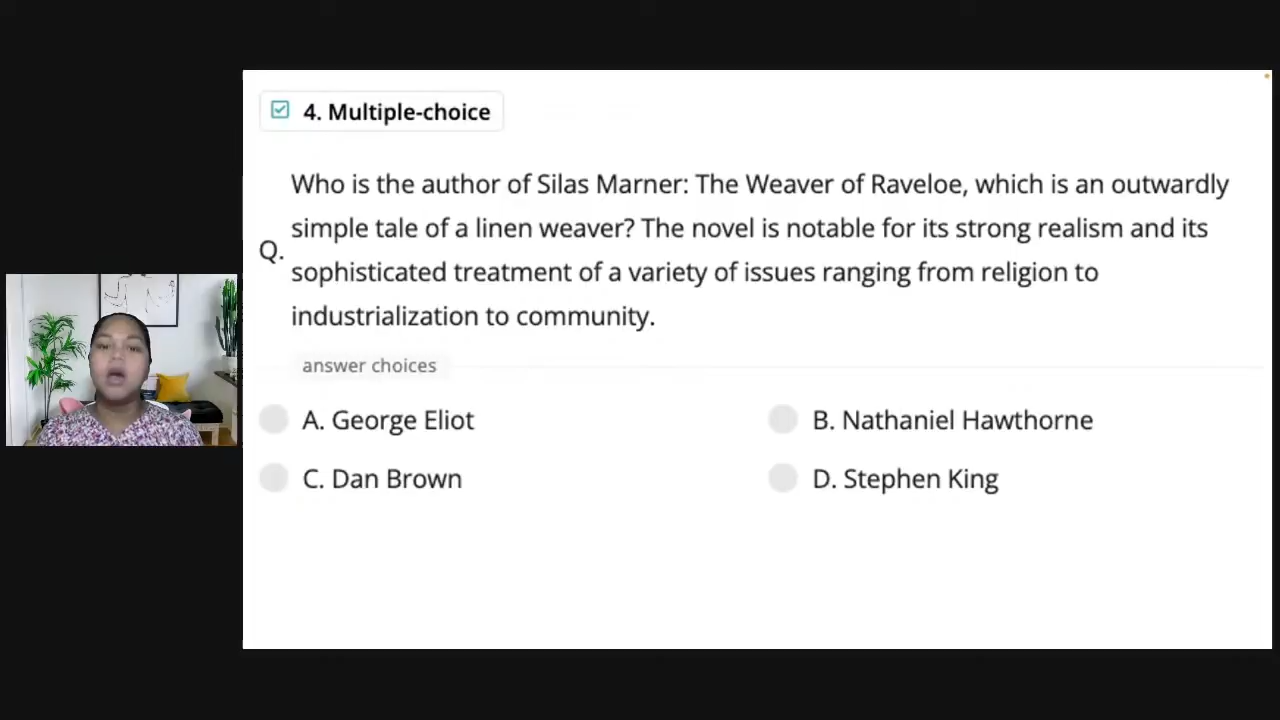 4. Multiple-choice
Who is the author of Silas Marner: The Weaver of Raveloe, which is an outwardly
simple tale of a linen weaver? The novel is notable for its strong realism and its
Q.
sophisticated treatment of a variety of issues ranging from religion to
industrialization to community.
answer choices
A. George Eliot
B. Nathaniel Hawthorne
C. Dan Brown
D. Stephen King